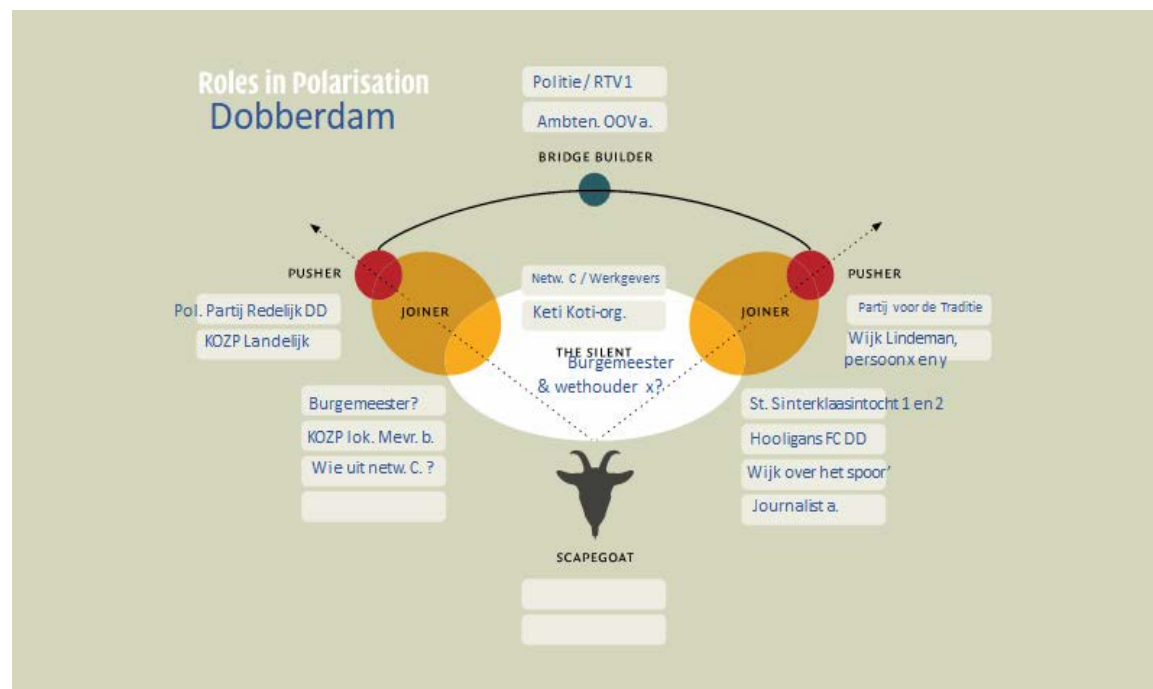 Roles in Polarisation
Dobberdam
Politie/ RTV1
Ambten. OOV a.
BRIDGE BUILDER
PUSHER
Pol. Partij Redelijk DD
KOZP Landelijk
JOINER
Burgemeester?
KOZP lok. Mevr. b.
Wie uit netw. C. ?
Netw. C / Werkgevers
Keti Koti-org.
THE SILENT
Burgemeester
& wethouder x?
JOINER
PUSHER
Partij voor de Traditie
Wijk Lindeman,
persoon x en y
St. Sinterklaasintocht 1 en 2
Hooligans FC DD
Wijk over het spoor’
Journalist a.
SCAPEGOAT